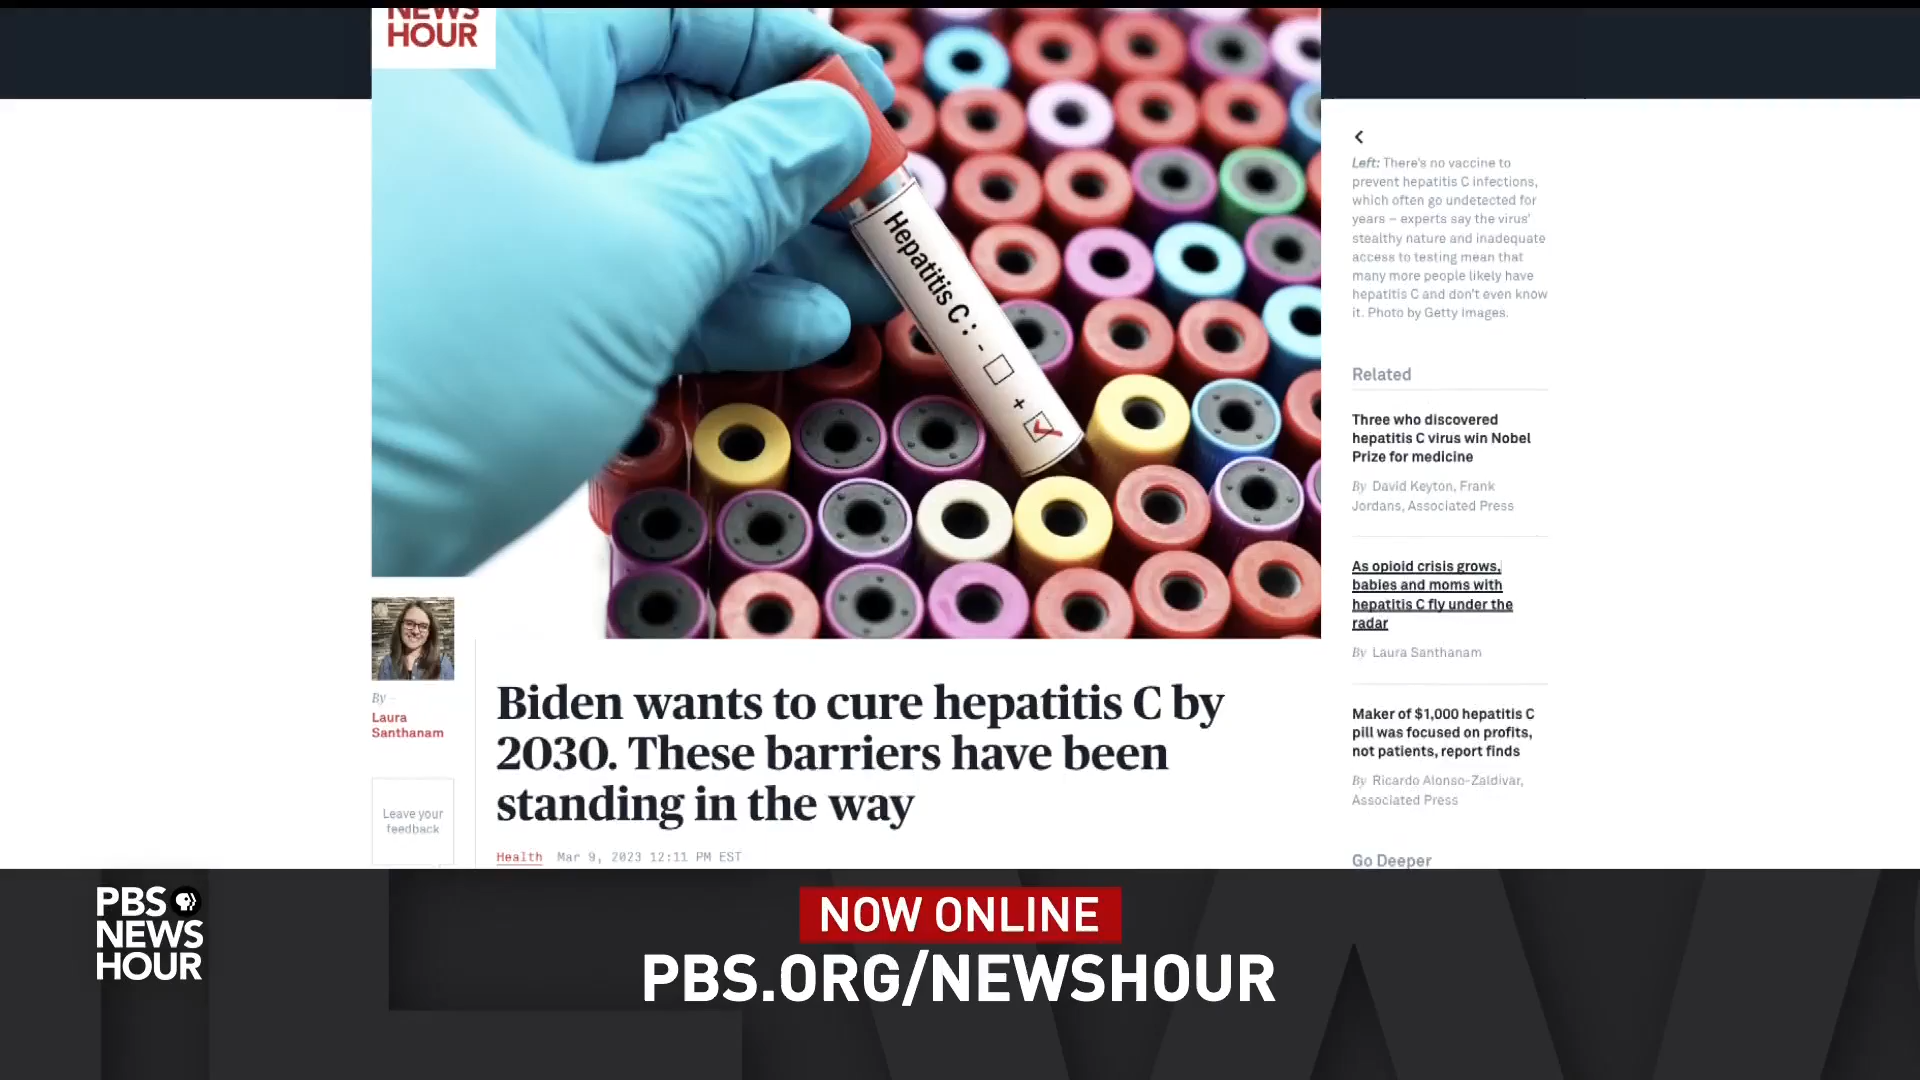 NEWS
HOUR
Hepatitis C : - 
+
Left: There's no vaccine to
prevent hepatitis C infections,
which often go undetected for
years – experts say the virus'
stealthy nature and inadequate
access to testing mean that
many more people likely have
hepatitis C and don't even know
it. Photo by Getty Images.
Related
Three who discovered
hepatitis C virus win Nobel
Prize for medicine
By David Keyton, Frank
Jordans, Associated Press
As opioid crisis grows,
babies and moms with
hepatitis C fly under the
radar
By Laura Santhanam
Maker of $1,000 hepatitis C
pill was focused on profits,
not patients, report finds
By Ricardo Alonso-Zaldivar,
Associated Press
Go Deeper
By –
Laura
Santhanam
Leave your
feedback
Biden wants to cure hepatitis C by
2030. These barriers have been
standing in the way
Health Mar 9, 2023 12:11 PM EST
PBS
NEWS
HOUR
NOW ONLINE
PBS.ORG/NEWSHOUR